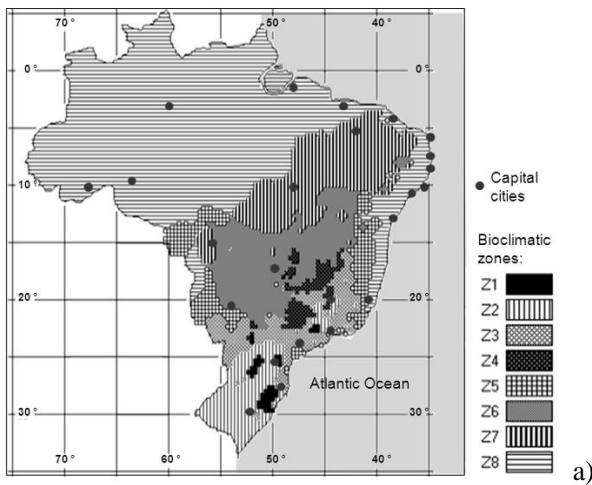 70 ° 60 ° 50 ° 40 °
0 ° 0 °
10 ° 10 °
20 ° 20 °
30 ° 30 °
70 ° 60 ° 50 ° 40 °
Atlantic Ocean
Capital
cities
Bioclimatic
zones:
Z1
Z2
Z3
Z4
Z5
Z6
Z7
Z8
a)